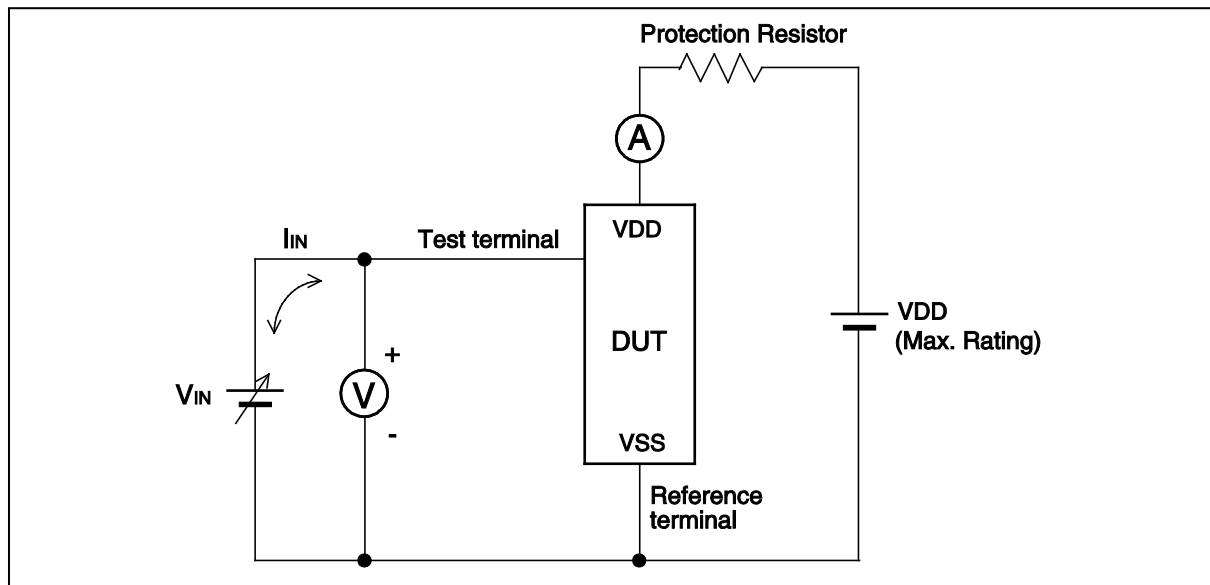 Protection Resistor
A
VDD
IIN
Test terminal
VDD
(Max. Rating)
DUT
+
VIN
V
-
VSS
Reference
terminal